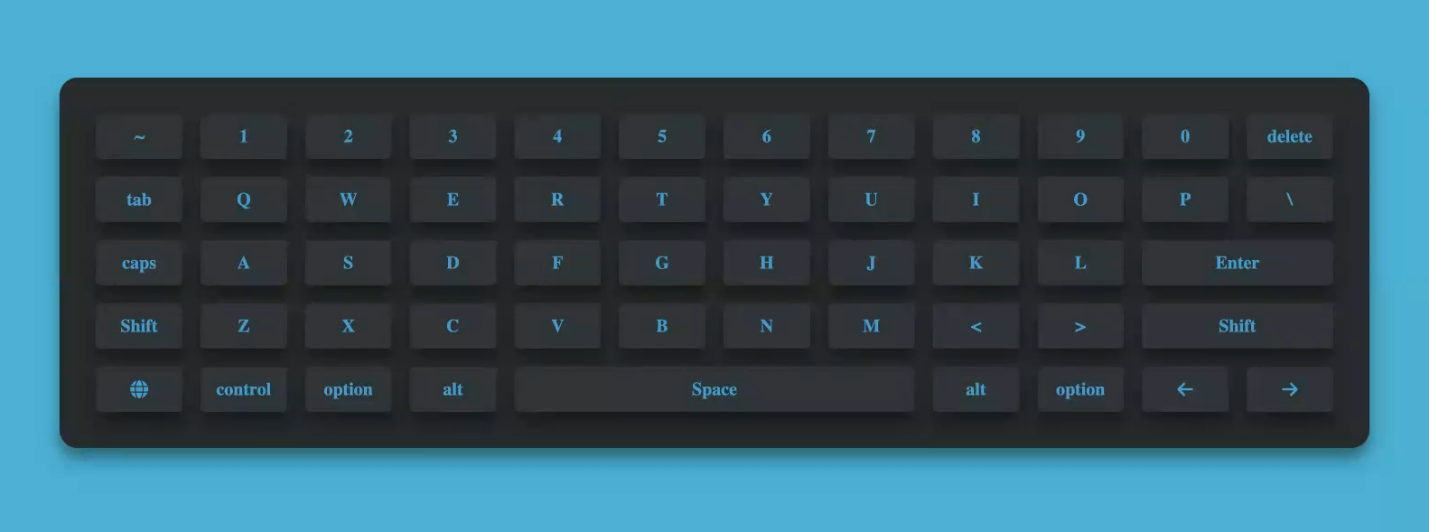 ~ 1 2 3 4 5 6 7 8 9 0 delete
tab Q W E R T Y U I O P \
caps A S D F G H J K L Enter
Shift Z X C V B N M < > Shift
control option alt Space alt option ← →